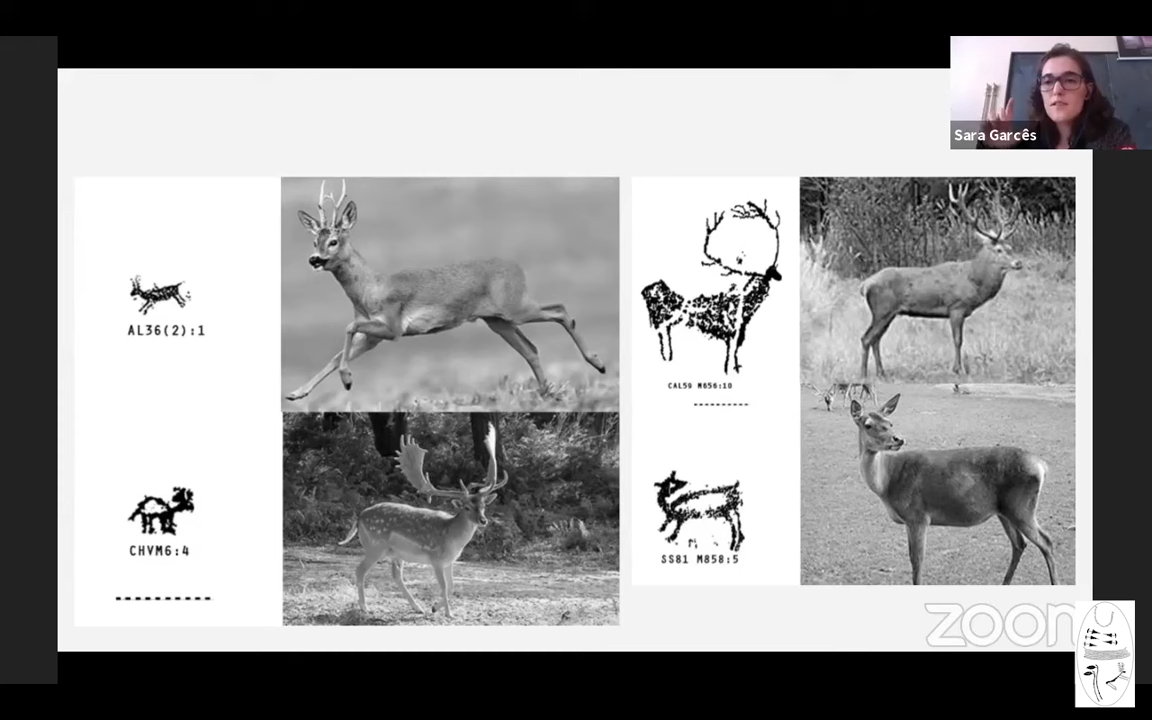 Sara Garcês
AL36(2):1
CHVM6:4
CAL59 M656:10
SS81 M858:5
zoom